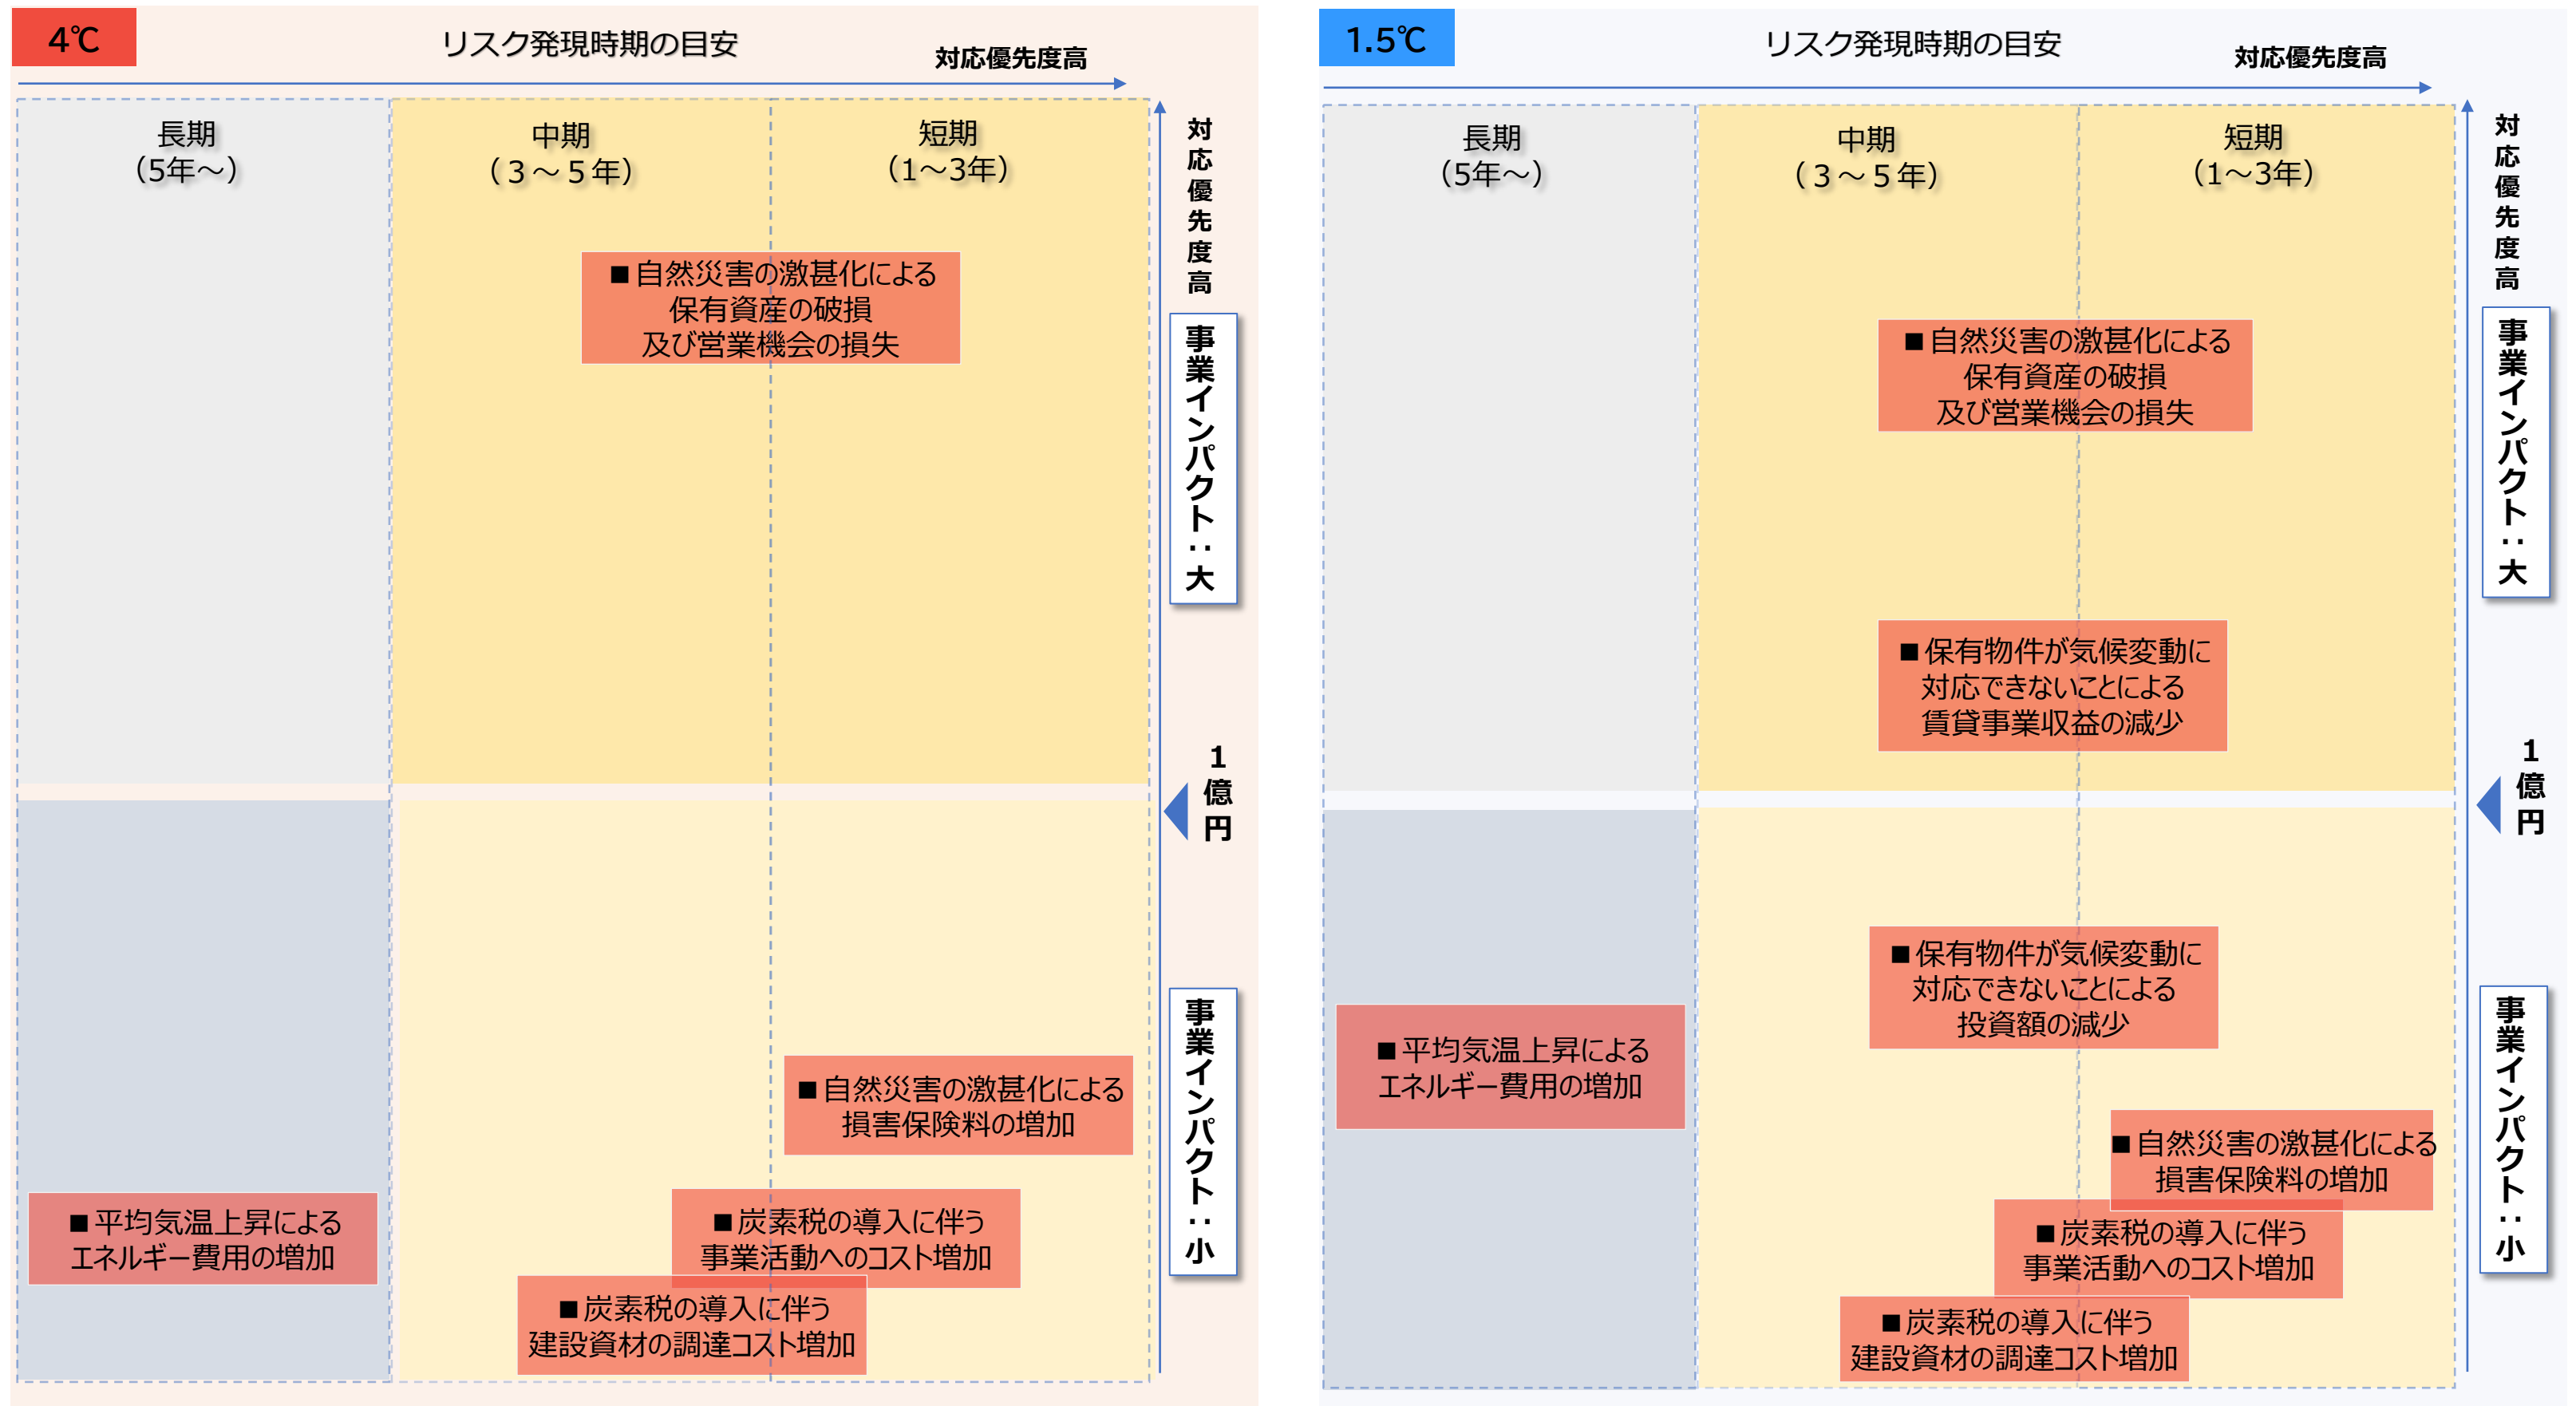 4℃
リスク発現時期の目安
対応優先度高
長期
（5年～）
中期
（３～５年）
短期
（1～3年）
対応優先度高
■自然災害の激甚化による
保有資産の破損
及び営業機会の損失
事業インパクト：大
1億円
■自然災害の激甚化による
損害保険料の増加
事業インパクト：小
■平均気温上昇による
エネルギー費用の増加
■炭素税の導入に伴う
事業活動へのコスト増加
■炭素税の導入に伴う
建設資材の調達コスト増加
1.5℃
リスク発現時期の目安
対応優先度高
長期
（5年～）
中期
（３～５年）
短期
（1～3年）
対応優先度高
■自然災害の激甚化による
保有資産の破損
及び営業機会の損失
事業インパクト：大
■保有物件が気候変動に
対応できないことによる
賃貸事業収益の減少
1億円
■保有物件が気候変動に
対応できないことによる
投資額の減少
■平均気温上昇による
エネルギー費用の増加
事業インパクト：小
■自然災害の激甚化による
損害保険料の増加
■炭素税の導入に伴う
事業活動へのコスト増加
■炭素税の導入に伴う
建設資材の調達コスト増加